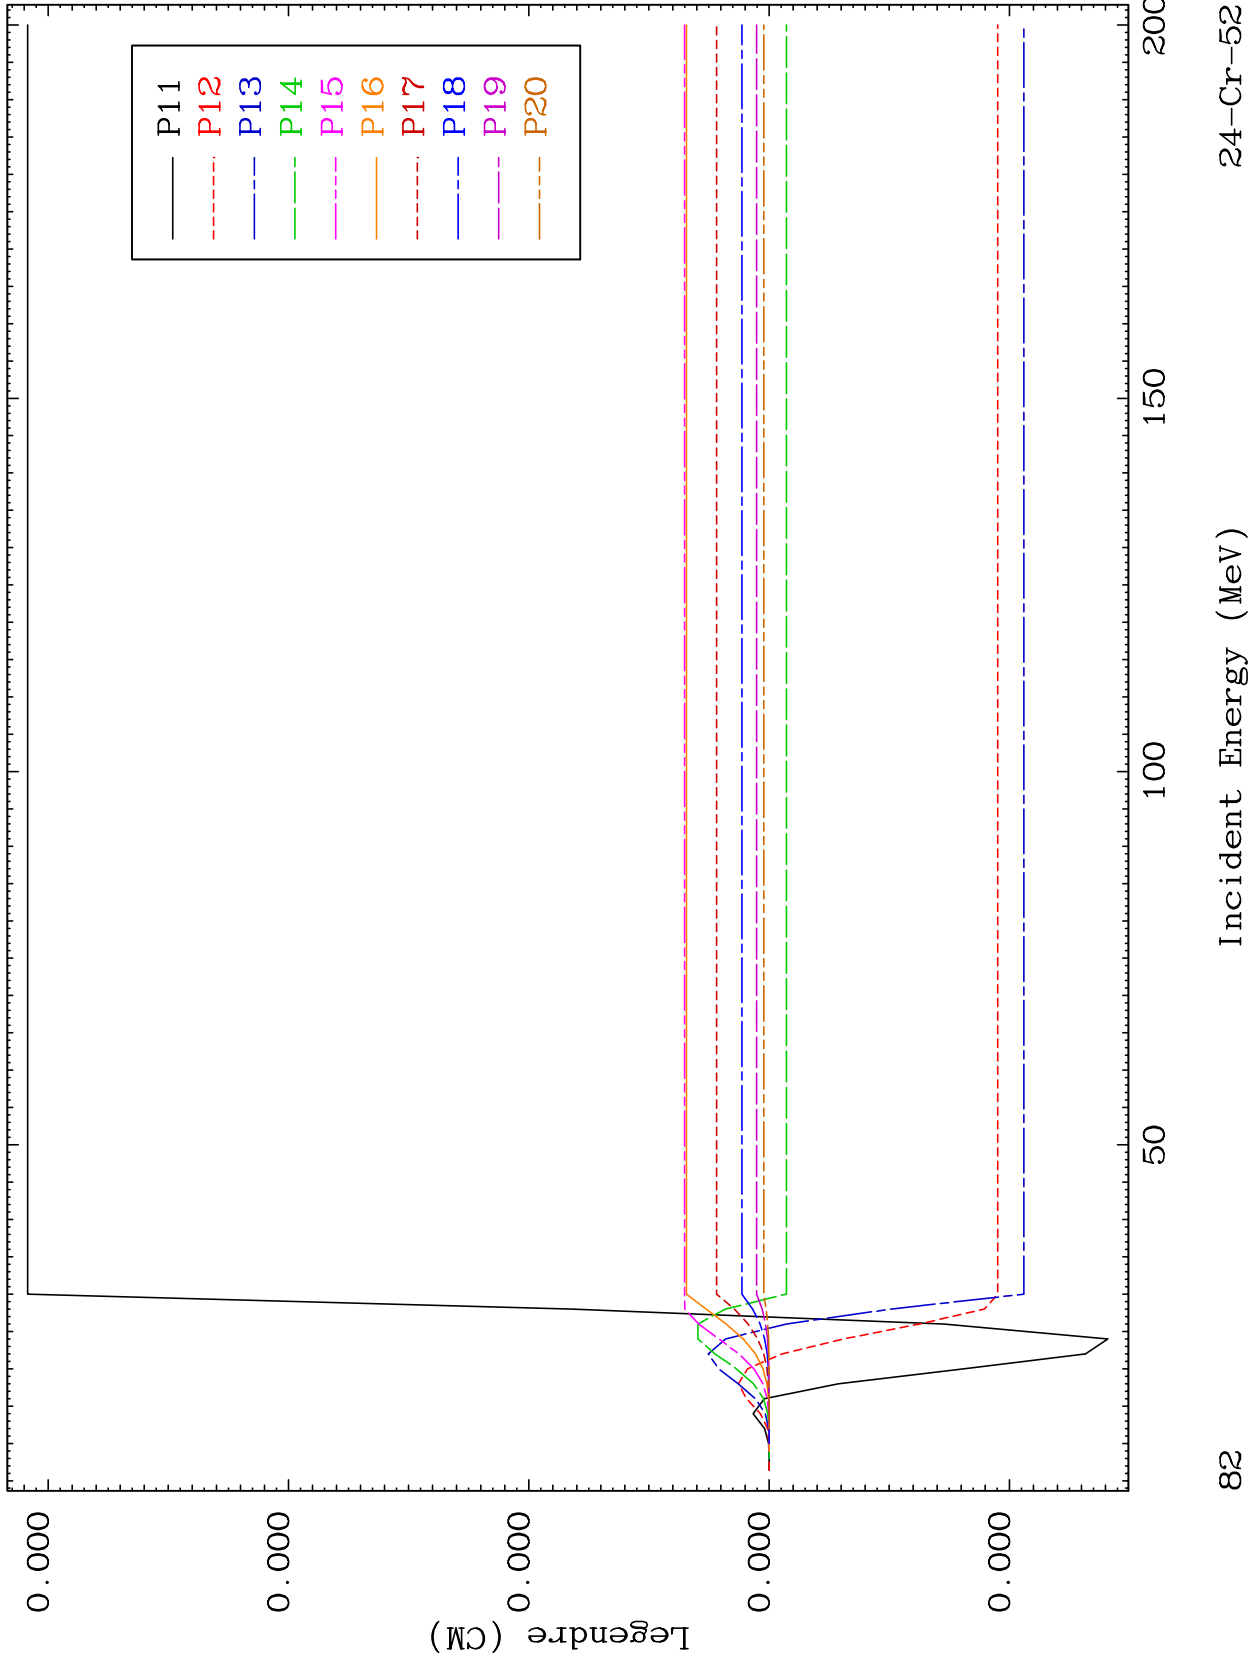 Legendre (CM)
0.000
0.000
0.000
0.000
0.000
P11
P12
P13
P14
P15
P16
P17
P18
P19
P20
50
100
150
200
82
Incident Energy (MeV)
24-Cr-52